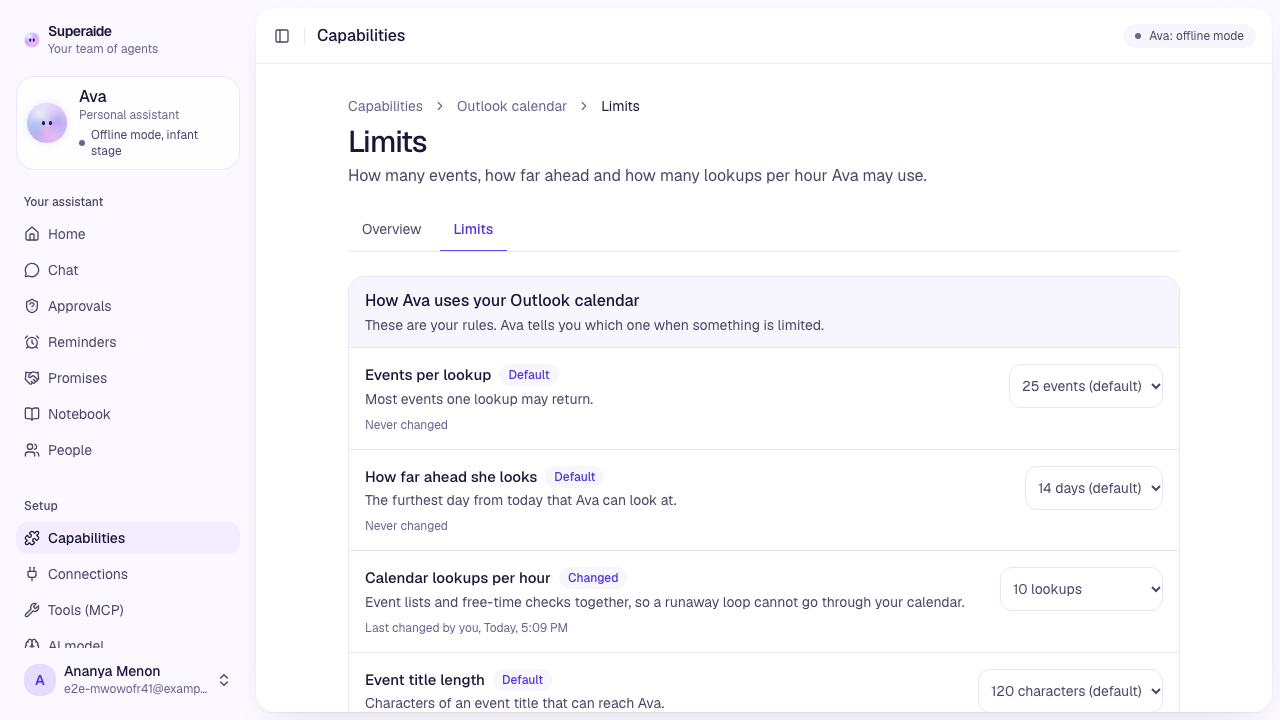 Superaide
Your team of agents
Ava
Personal assistant
Offline mode, infant
stage
Your assistant
Home
Chat
Approvals
Reminders
Promises
Notebook
People
Setup
Capabilities
Connections
Tools (MCP)
AI model
A
Ananya Menon
e2e-mwowofr41@examp...
Capabilities
Ava: offline mode
Capabilities > Outlook calendar > Limits
Limits
How many events, how far ahead and how many lookups per hour Ava may use.
Overview Limits
How Ava uses your Outlook calendar
These are your rules. Ava tells you which one when something is limited.
Events per lookup Default
25 events (default)
Most events one lookup may return.
Never changed
How far ahead she looks Default
14 days (default)
The furthest day from today that Ava can look at.
Never changed
Calendar lookups per hour Changed
10 lookups
Event lists and free-time checks together, so a runaway loop cannot go through your calendar.
Last changed by you, Today, 5:09 PM
Event title length Default
120 characters (default)
Characters of an event title that can reach Ava.